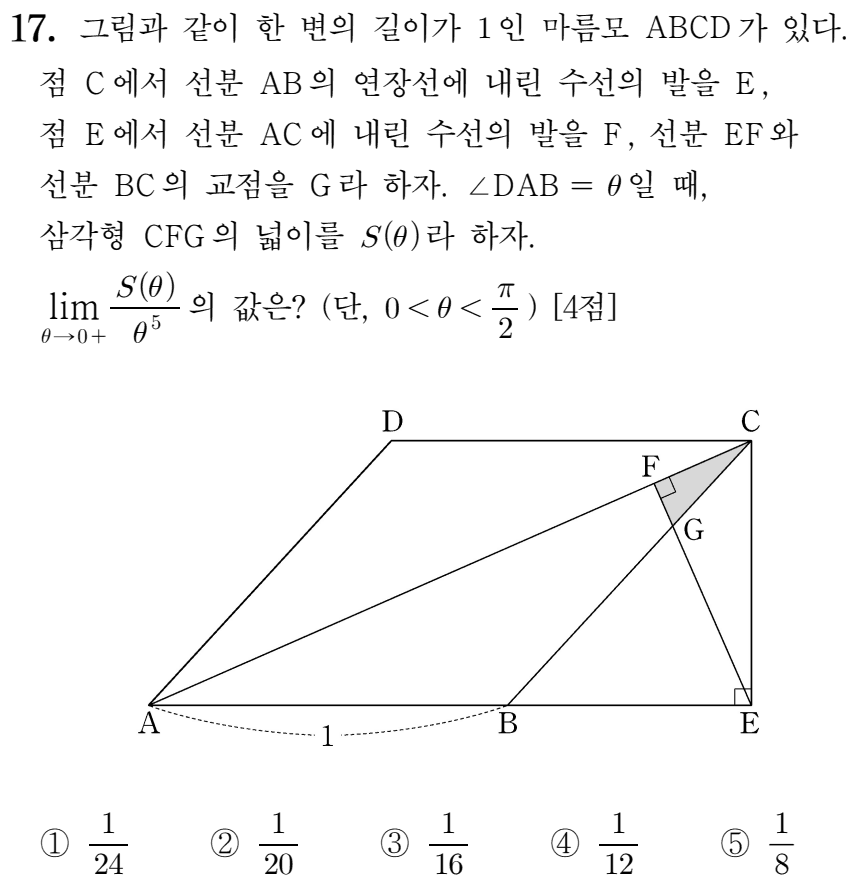 17. 그림과 같이 한 변의 길이가 1인 마름모 ABCD가 있다.
점 C에서 선분 AB의 연장선에 내린 수선의 발을 E,
점 E에서 선분 AC에 내린 수선의 발을 F, 선분 EF와
선분 BC의 교점을 G라 하자. ∠DAB = θ일 때,
삼각형 CFG의 넓이를 S(θ)라 하자.
lim_{θ→0+} S(θ)/θ^5 의 값은? (단, 0 < θ < π/2) [4점]
D C
F
G
A B E
1
① 1/24 ② 1/20 ③ 1/16 ④ 1/12 ⑤ 1/8